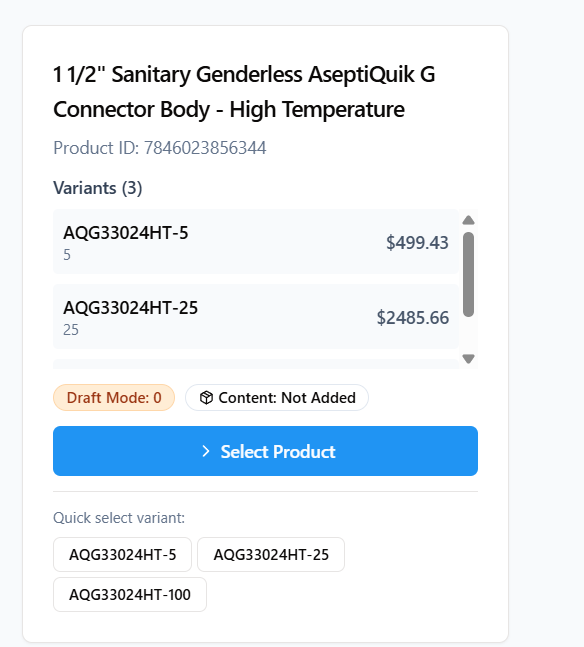 1 1/2" Sanitary Genderless AseptiQuik G
Connector Body - High Temperature
Product ID: 7846023856344
Variants (3)
AQG33024HT-5
5
$499.43
AQG33024HT-25
25
$2485.66
Draft Mode: 0
Content: Not Added
Select Product
Quick select variant:
AQG33024HT-5
AQG33024HT-25
AQG33024HT-100